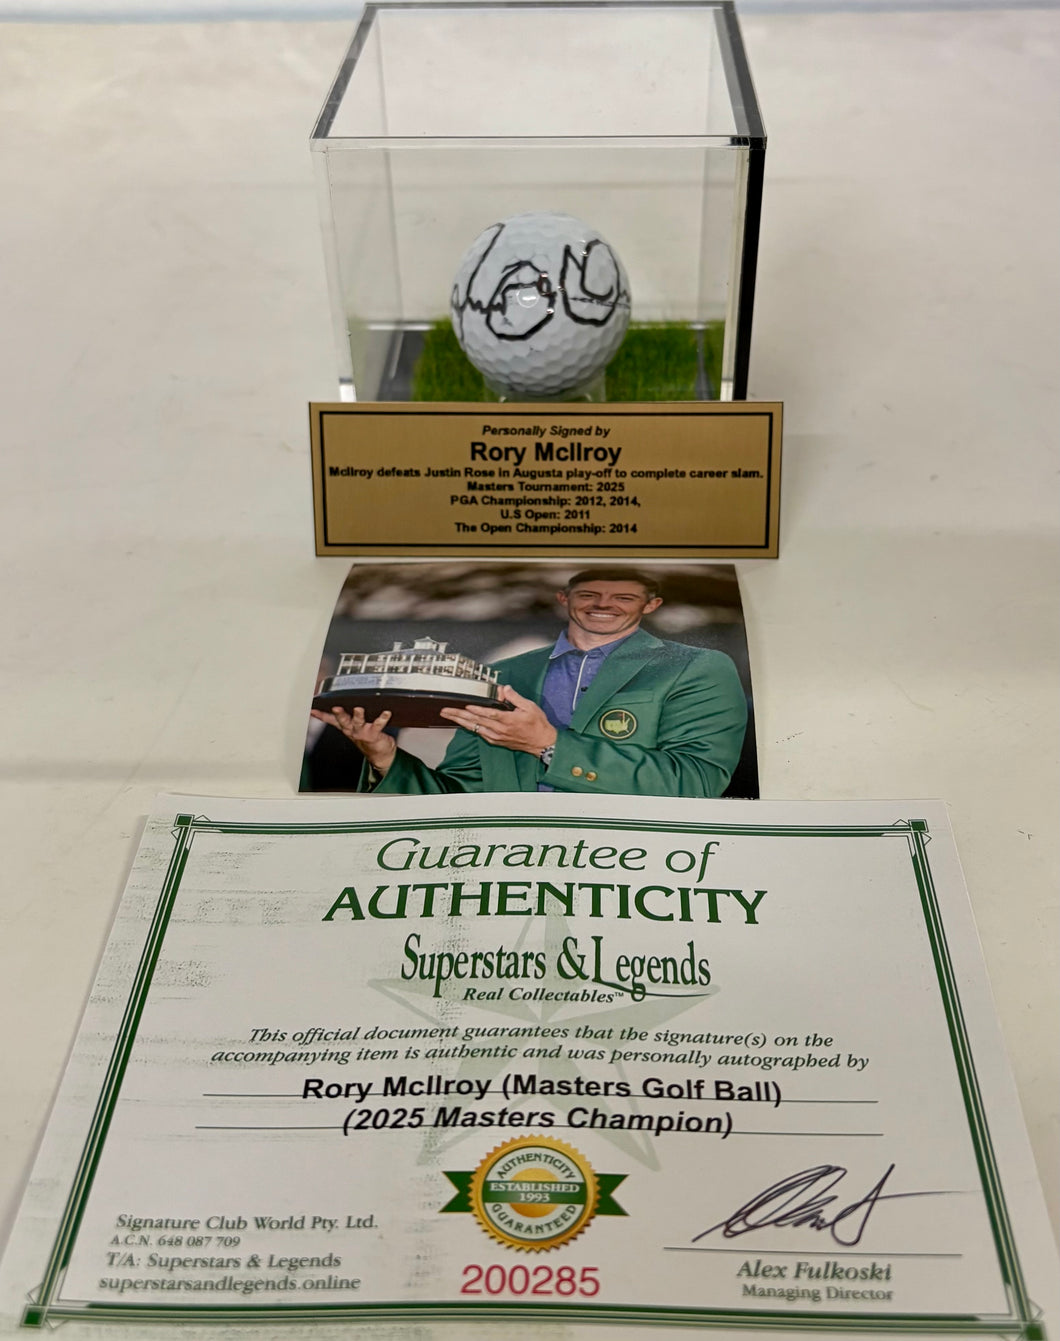 Personally Signed by
Rory McIlroy
McIlroy defeats Justin Rose in Augusta play-off to complete career slam.
Masters Tournament: 2025
PGA Championship: 2012, 2014,
U.S Open: 2011
The Open Championship: 2014
Guarantee of
AUTHENTICITY
Superstars & Legends
Real Collectables™
This official document guarantees that the signature(s) on the
accompanying item is authentic and was personally autographed by
Rory McIlroy (Masters Golf Ball)
(2025 Masters Champion)
AUTHENTICITY
ESTABLISHED
1993
GUARANTEED
Signature Club World Pty. Ltd.
A.C.N. 648 087 709
T/A: Superstars & Legends
superstarsandlegends.online
200285
Alex Fulkoski
Managing Director